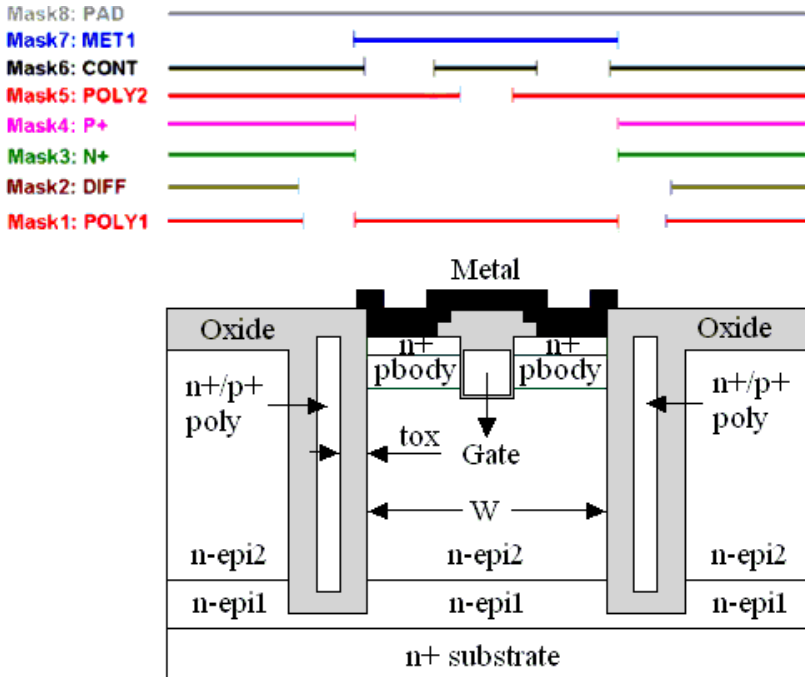 Mask8: PAD
Mask7: MET1
Mask6: CONT
Mask5: POLY2
Mask4: P+
Mask3: N+
Mask2: DIFF
Mask1: POLY1
Metal
Oxide
Oxide
n+
n+
pbody
pbody
n+/p+
poly
n+/p+
poly
tox
Gate
W
n-epi2
n-epi2
n-epi2
n-epi1
n-epi1
n-epi1
n+ substrate